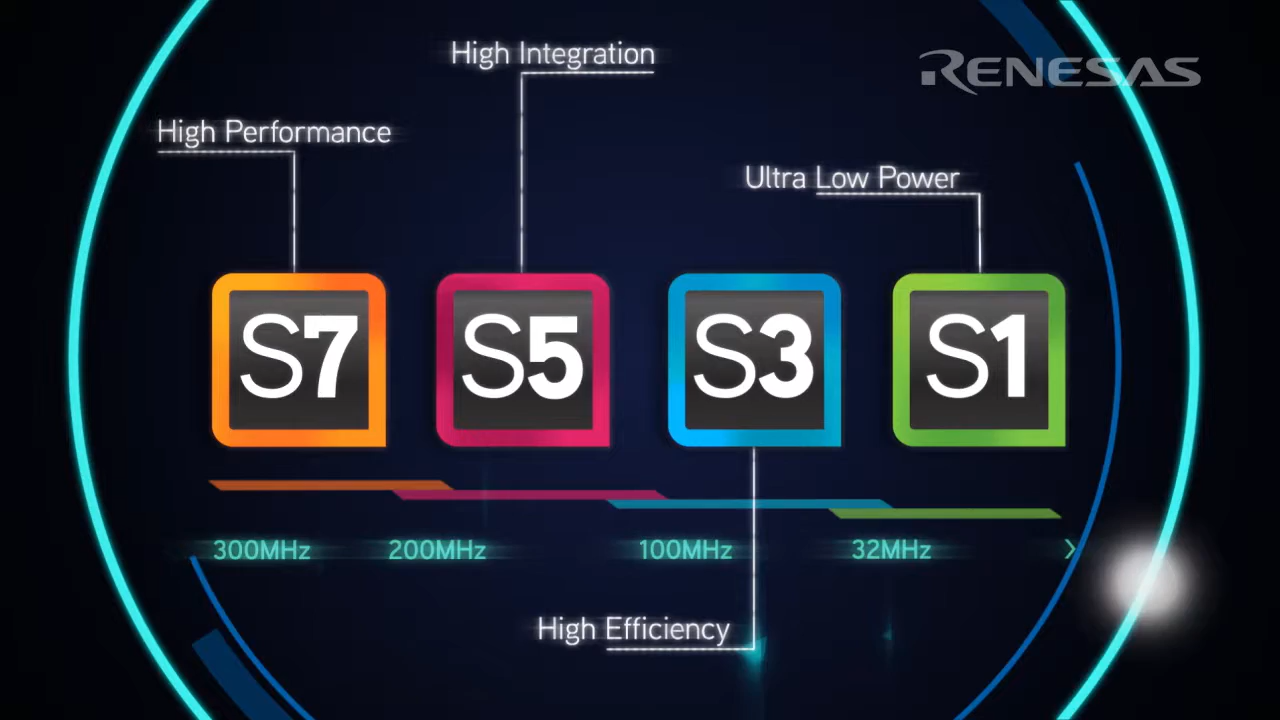 High Integration
RENESAS
High Performance
Ultra Low Power
S7
S5
S3
S1
300MHz
200MHz
100MHz
32MHz
High Efficiency